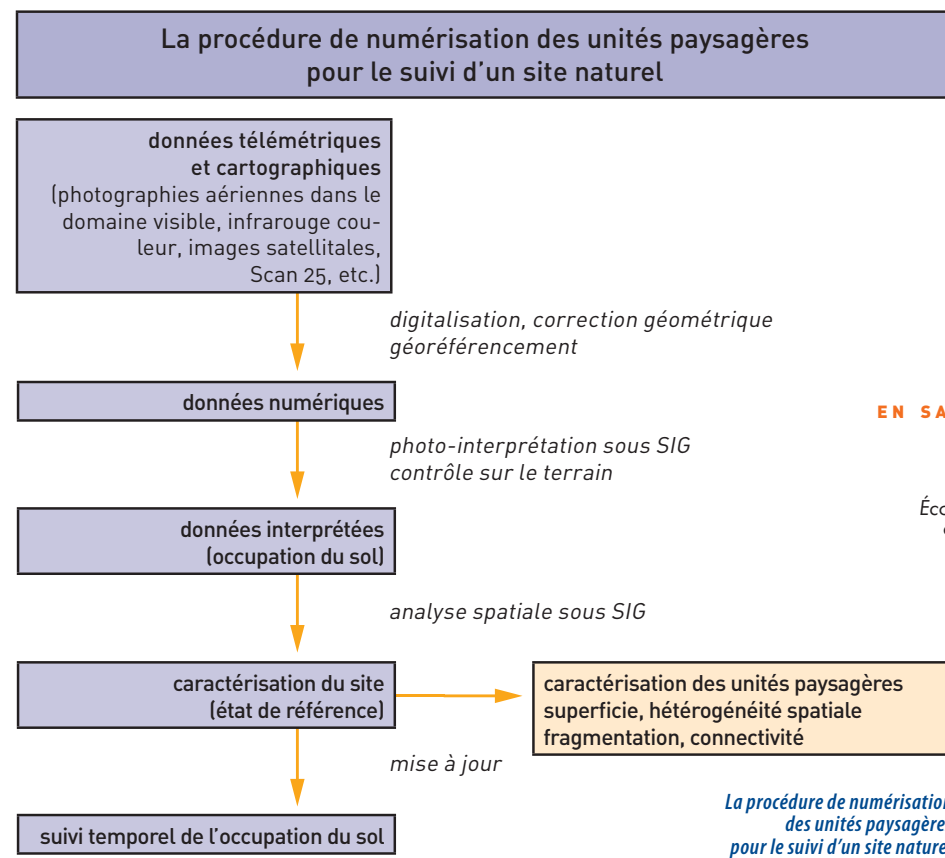 La procédure de numérisation des unités paysagères
pour le suivi d'un site naturel
données télémétriques
et cartographiques
(photographies aériennes dans le
domaine visible, infrarouge cou-
leur, images satellitales,
Scan 25, etc.)
digitalisation, correction géométrique
géoréférencement
données numériques
EN SA
photo-interprétation sous SIG
contrôle sur le terrain
données interprétées
(occupation du sol)
analyse spatiale sous SIG
caractérisation du site
(état de référence)
caractérisation des unités paysagères
superficie, hétérogénéité spatiale
fragmentation, connectivité
mise à jour
suivi temporel de l'occupation du sol
La procédure de numérisation
des unités paysagère
pour le suivi d'un site nature